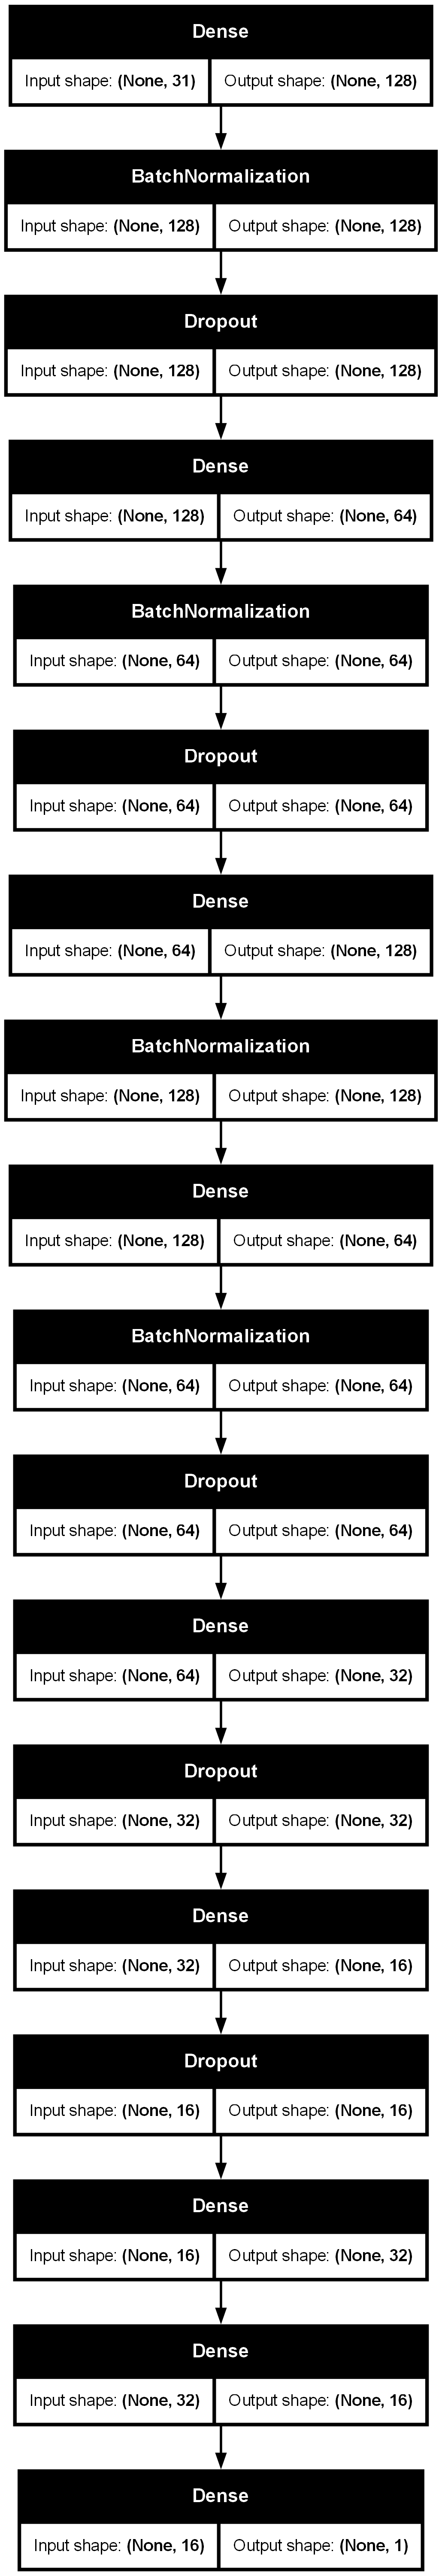 Dense
Input shape: (None, 31) Output shape: (None, 128)
BatchNormalization
Input shape: (None, 128) Output shape: (None, 128)
Dropout
Input shape: (None, 128) Output shape: (None, 128)
Dense
Input shape: (None, 128) Output shape: (None, 64)
BatchNormalization
Input shape: (None, 64) Output shape: (None, 64)
Dropout
Input shape: (None, 64) Output shape: (None, 64)
Dense
Input shape: (None, 64) Output shape: (None, 128)
BatchNormalization
Input shape: (None, 128) Output shape: (None, 128)
Dense
Input shape: (None, 128) Output shape: (None, 64)
BatchNormalization
Input shape: (None, 64) Output shape: (None, 64)
Dropout
Input shape: (None, 64) Output shape: (None, 64)
Dense
Input shape: (None, 64) Output shape: (None, 32)
Dropout
Input shape: (None, 32) Output shape: (None, 32)
Dense
Input shape: (None, 32) Output shape: (None, 16)
Dropout
Input shape: (None, 16) Output shape: (None, 16)
Dense
Input shape: (None, 16) Output shape: (None, 32)
Dense
Input shape: (None, 32) Output shape: (None, 16)
Dense
Input shape: (None, 16) Output shape: (None, 1)